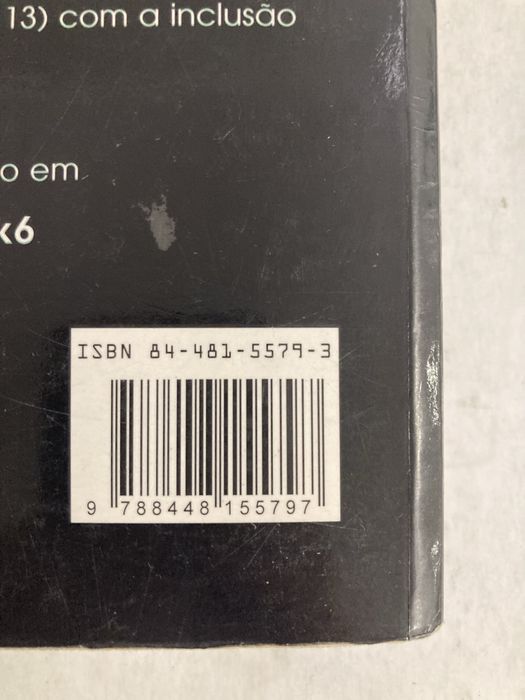 13) com a inclusão
o em
x6
ISBN 84-481-5579-3
9 788448 155797